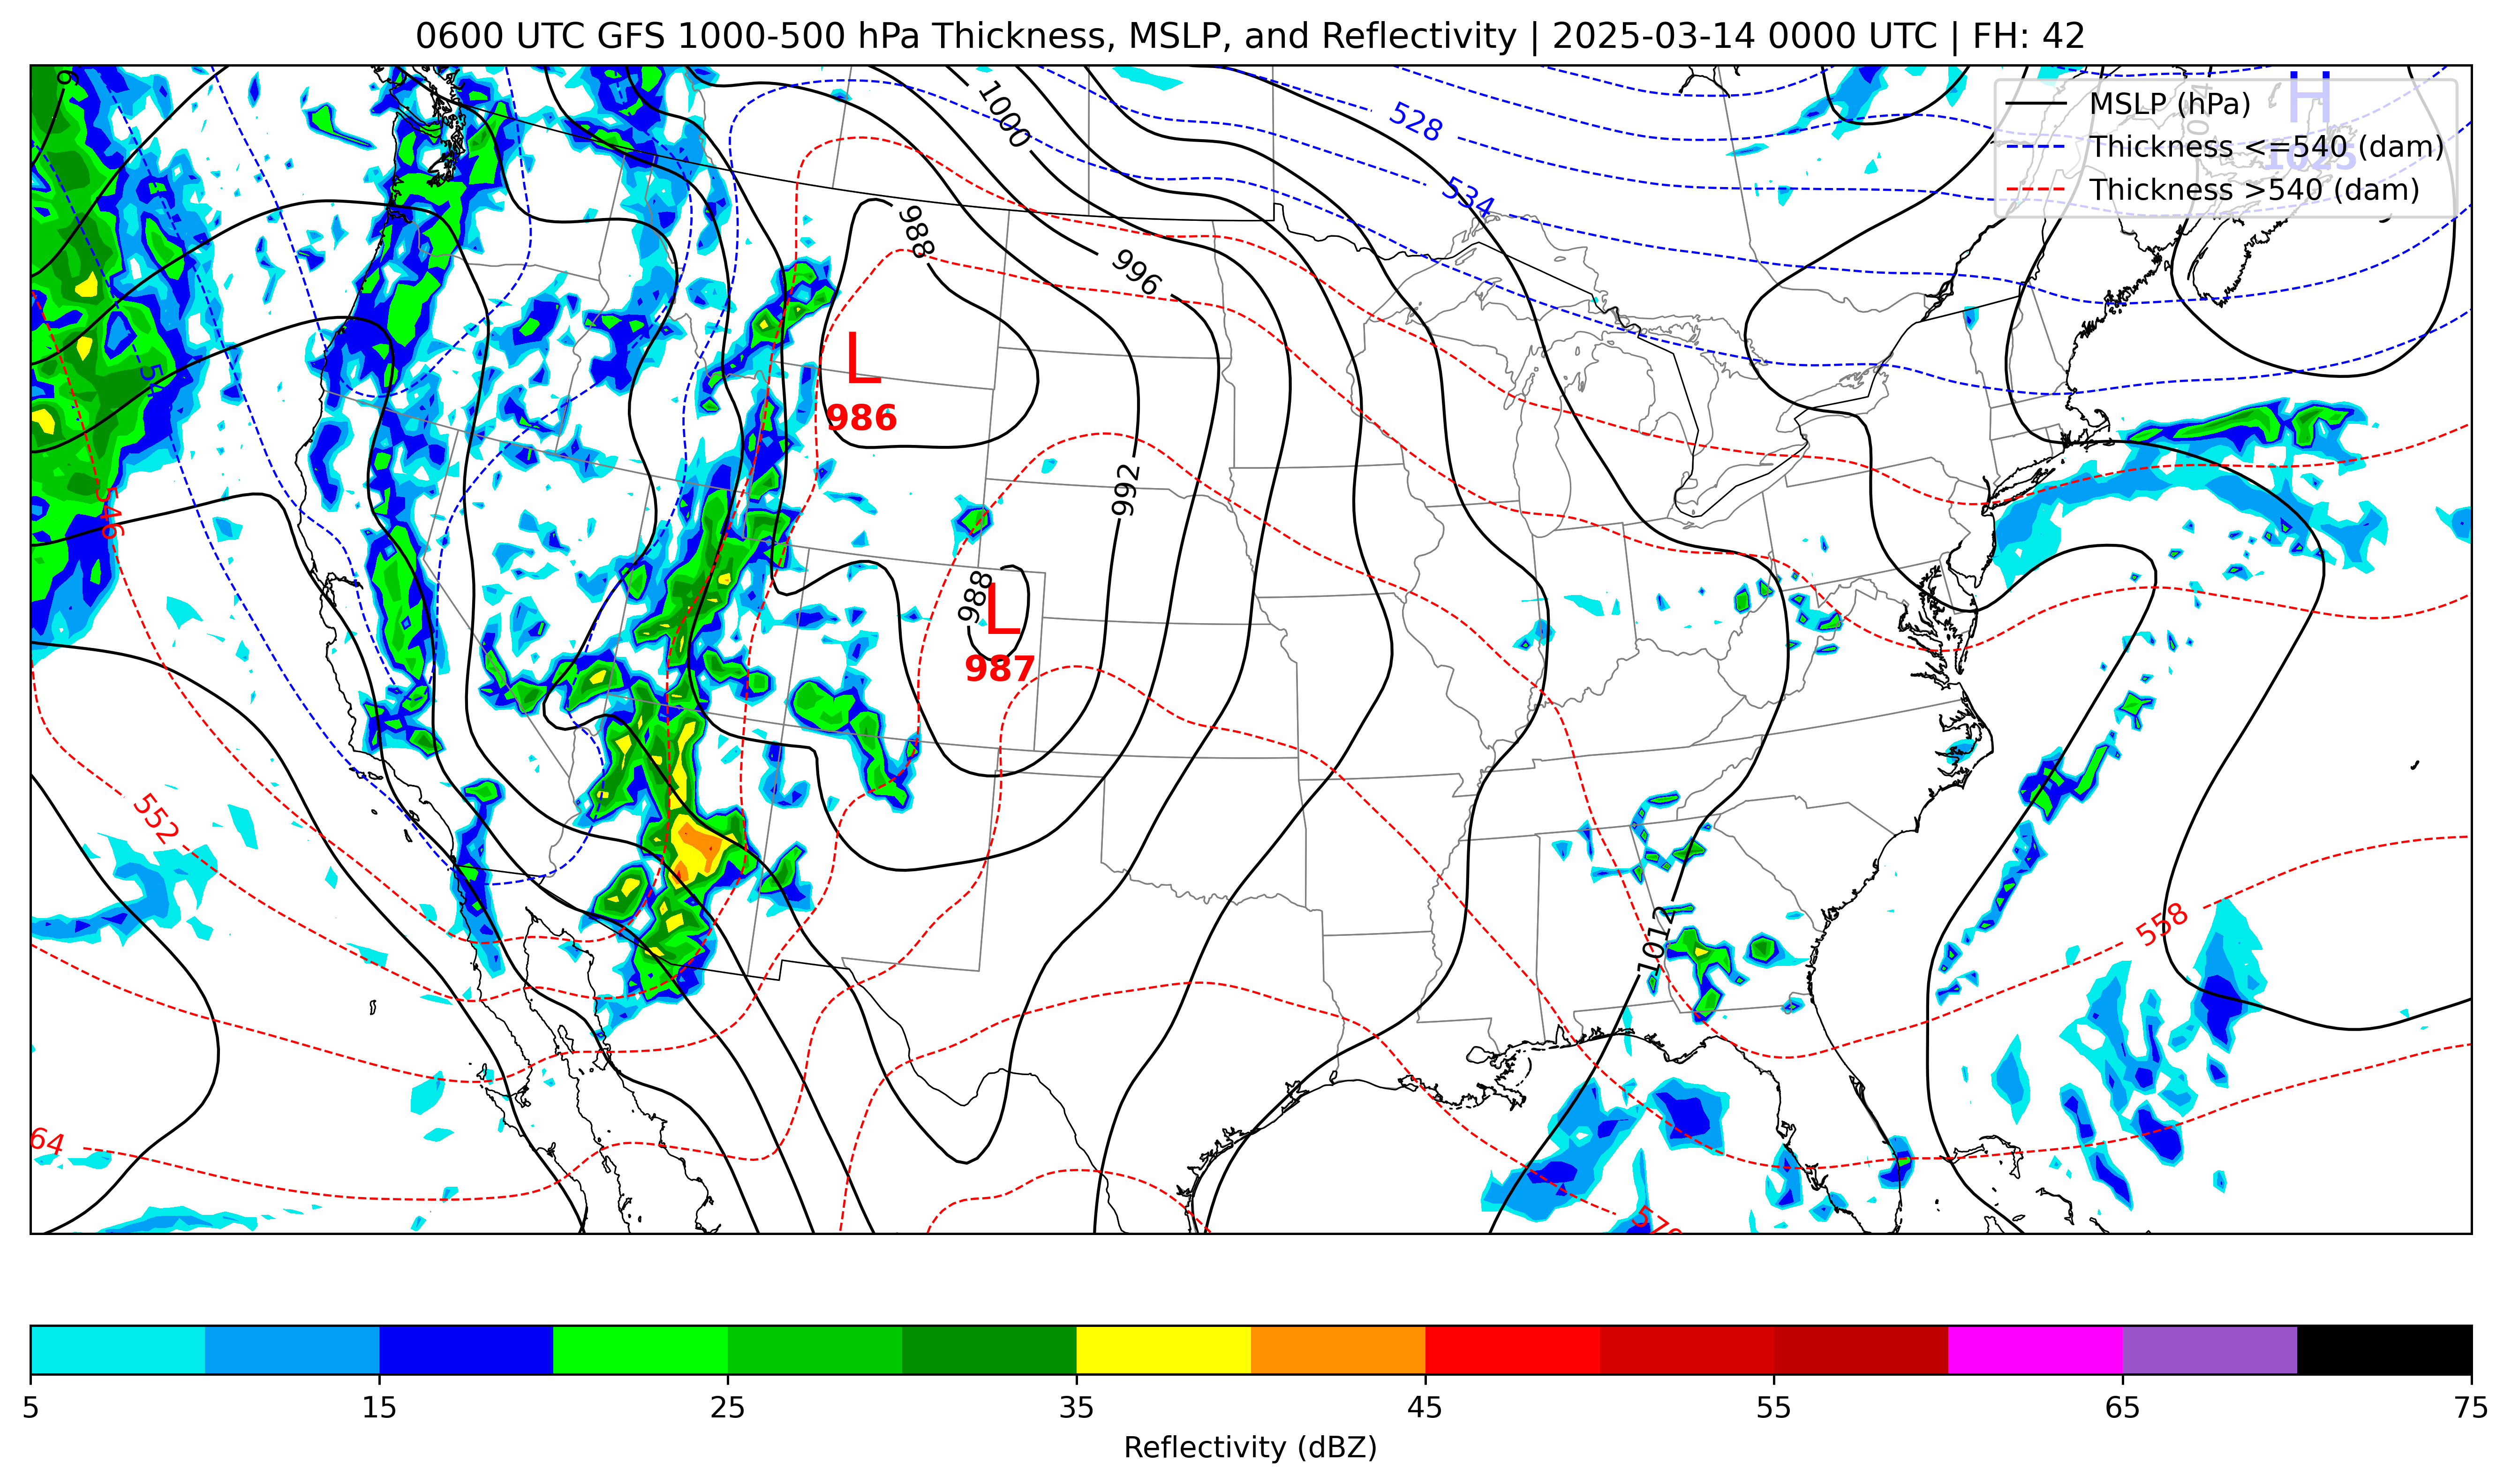 0600 UTC GFS 1000-500 hPa Thickness, MSLP, and Reflectivity | 2025-03-14 0000 UTC | FH: 42
MSLP (hPa)
Thickness <=540 (dam)
Thickness >540 (dam)
H
1025
1024
1000
528
534
988
996
L
986
546
992
988
L
987
552
1012
558
64
570
5 15 25 35 45 55 65 75
Reflectivity (dBZ)